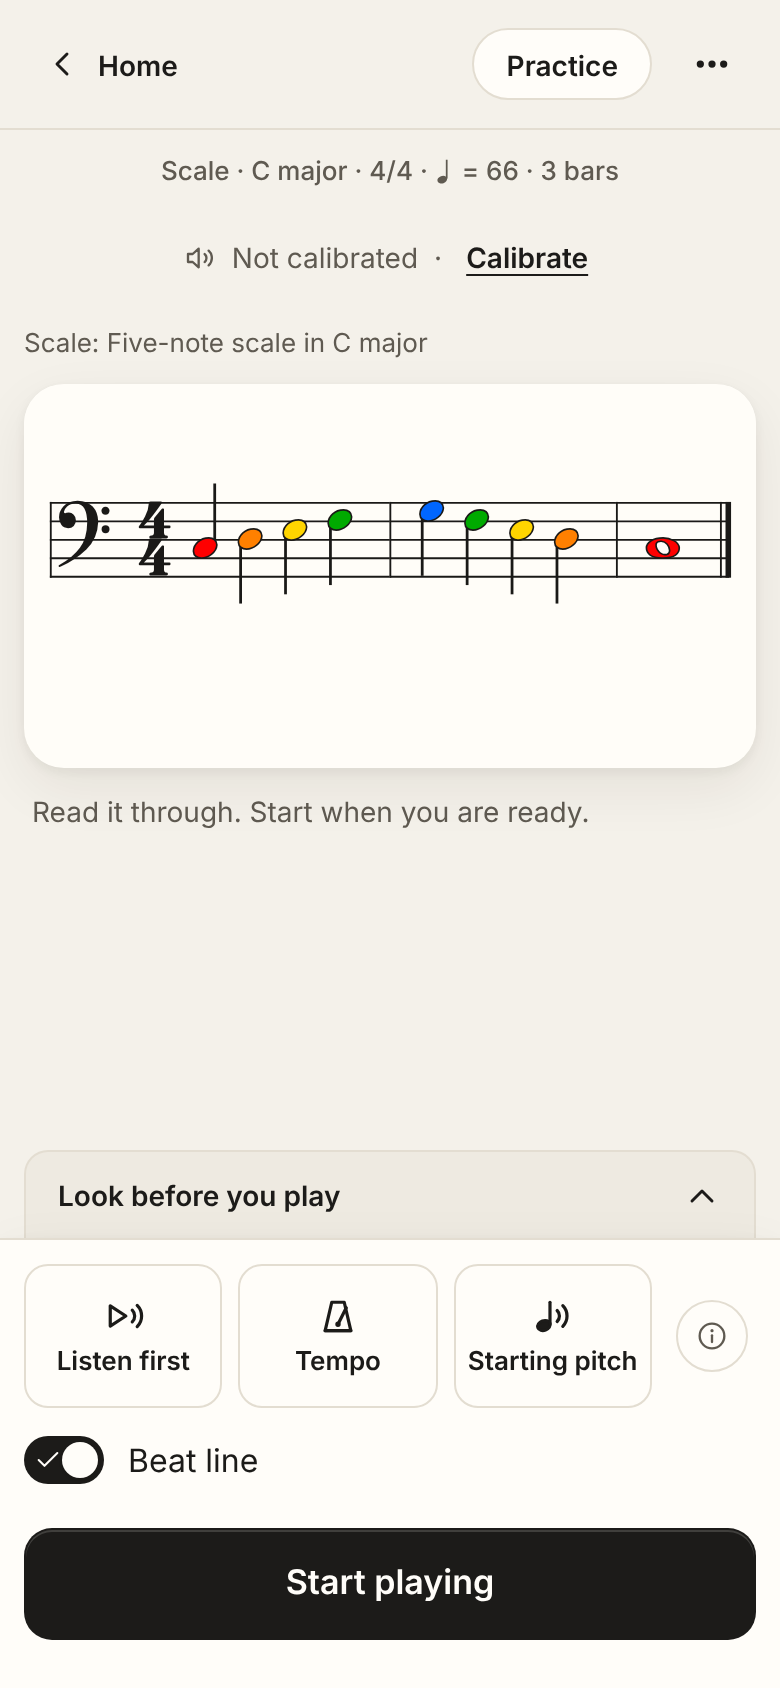 Home
Practice
Scale · C major · 4/4 · ♩ = 66 · 3 bars
Not calibrated · Calibrate
Scale: Five-note scale in C major
4
4
Read it through. Start when you are ready.
Look before you play
Listen first
Tempo
Starting pitch
Beat line
Start playing